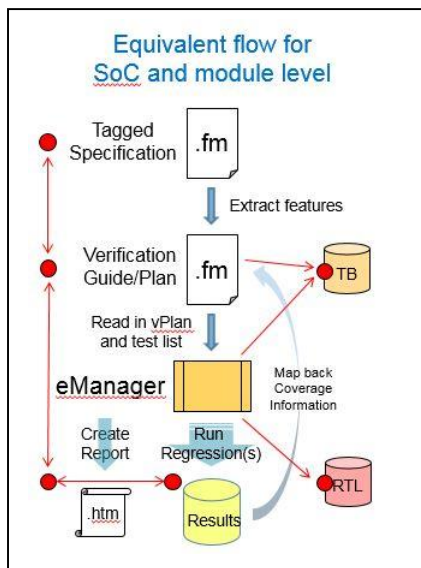 Equivalent flow for
SoC and module level
Tagged
Specification
.fm
Extract features
Verification
Guide/Plan
.fm
TB
Read in vPlan
and test list
Map back
Coverage
Information
eManager
Create
Report
Run
Regression(s)
.htm
Results
RTL